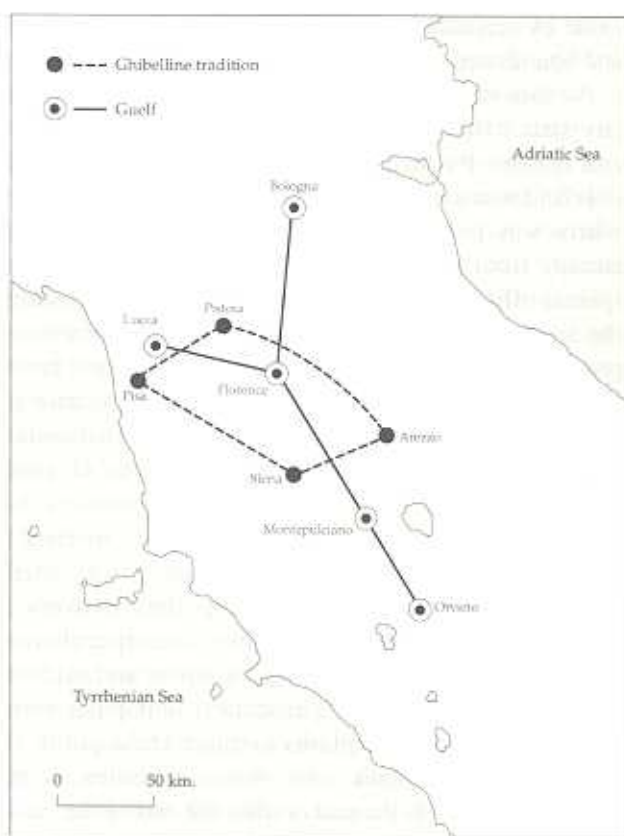 Ghibelline tradition
Guelf
Adriatic Sea
Bologna
Pistoia
Lucca
Florence
Pisa
Arezzo
Siena
Montepulciano
Orvieto
Tyrrhenian Sea
0 50 km.